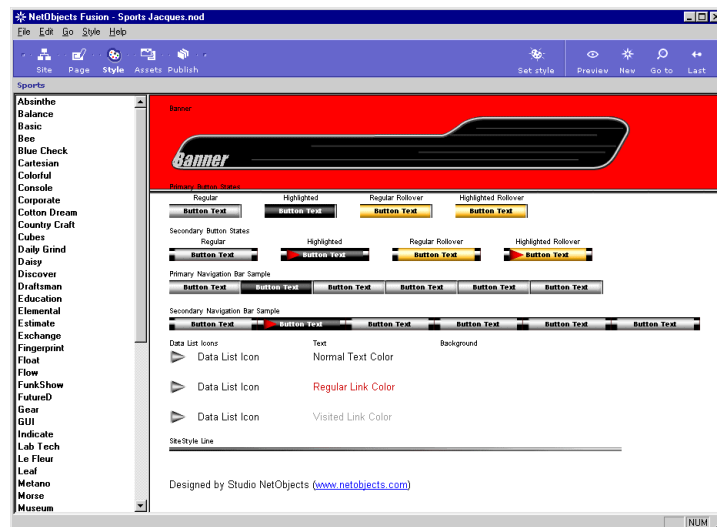 NetObjects Fusion - Sports Jacques.nod
File Edit Go Style Help
Site Page Style Assets Publish Set style Preview New Go to Last
Sports
Absinthe
Balance
Basic
Bee
Blue Check
Cartesian
Colorful
Console
Corporate
Cotton Dream
Country Craft
Cubes
Daily Grind
Daisy
Discover
Draftsman
Education
Elemental
Estimate
Exchange
Fingerprint
Float
Flow
FunkShow
FutureD
Gear
GUI
Indicate
Lab Tech
Le Fleur
Leaf
Metano
Morse
Museum
Banner
Banner
Primary Button States
Regular Highlighted Regular Rollover Highlighted Rollover
Button Text Button Text Button Text Button Text
Secondary Button States
Regular Highlighted Regular Rollover Highlighted Rollover
Button Text Button Text Button Text Button Text
Primary Navigation Bar Sample
Button Text Button Text Button Text Button Text Button Text Button Text
Secondary Navigation Bar Sample
Button Text Button Text Button Text Button Text Button Text Button Text
Data List Icons Text Background
Data List Icon Normal Text Color
Data List Icon Regular Link Color
Data List Icon Visited Link Color
SiteStyle Line
Designed by Studio NetObjects (www.netobjects.com)
NUM